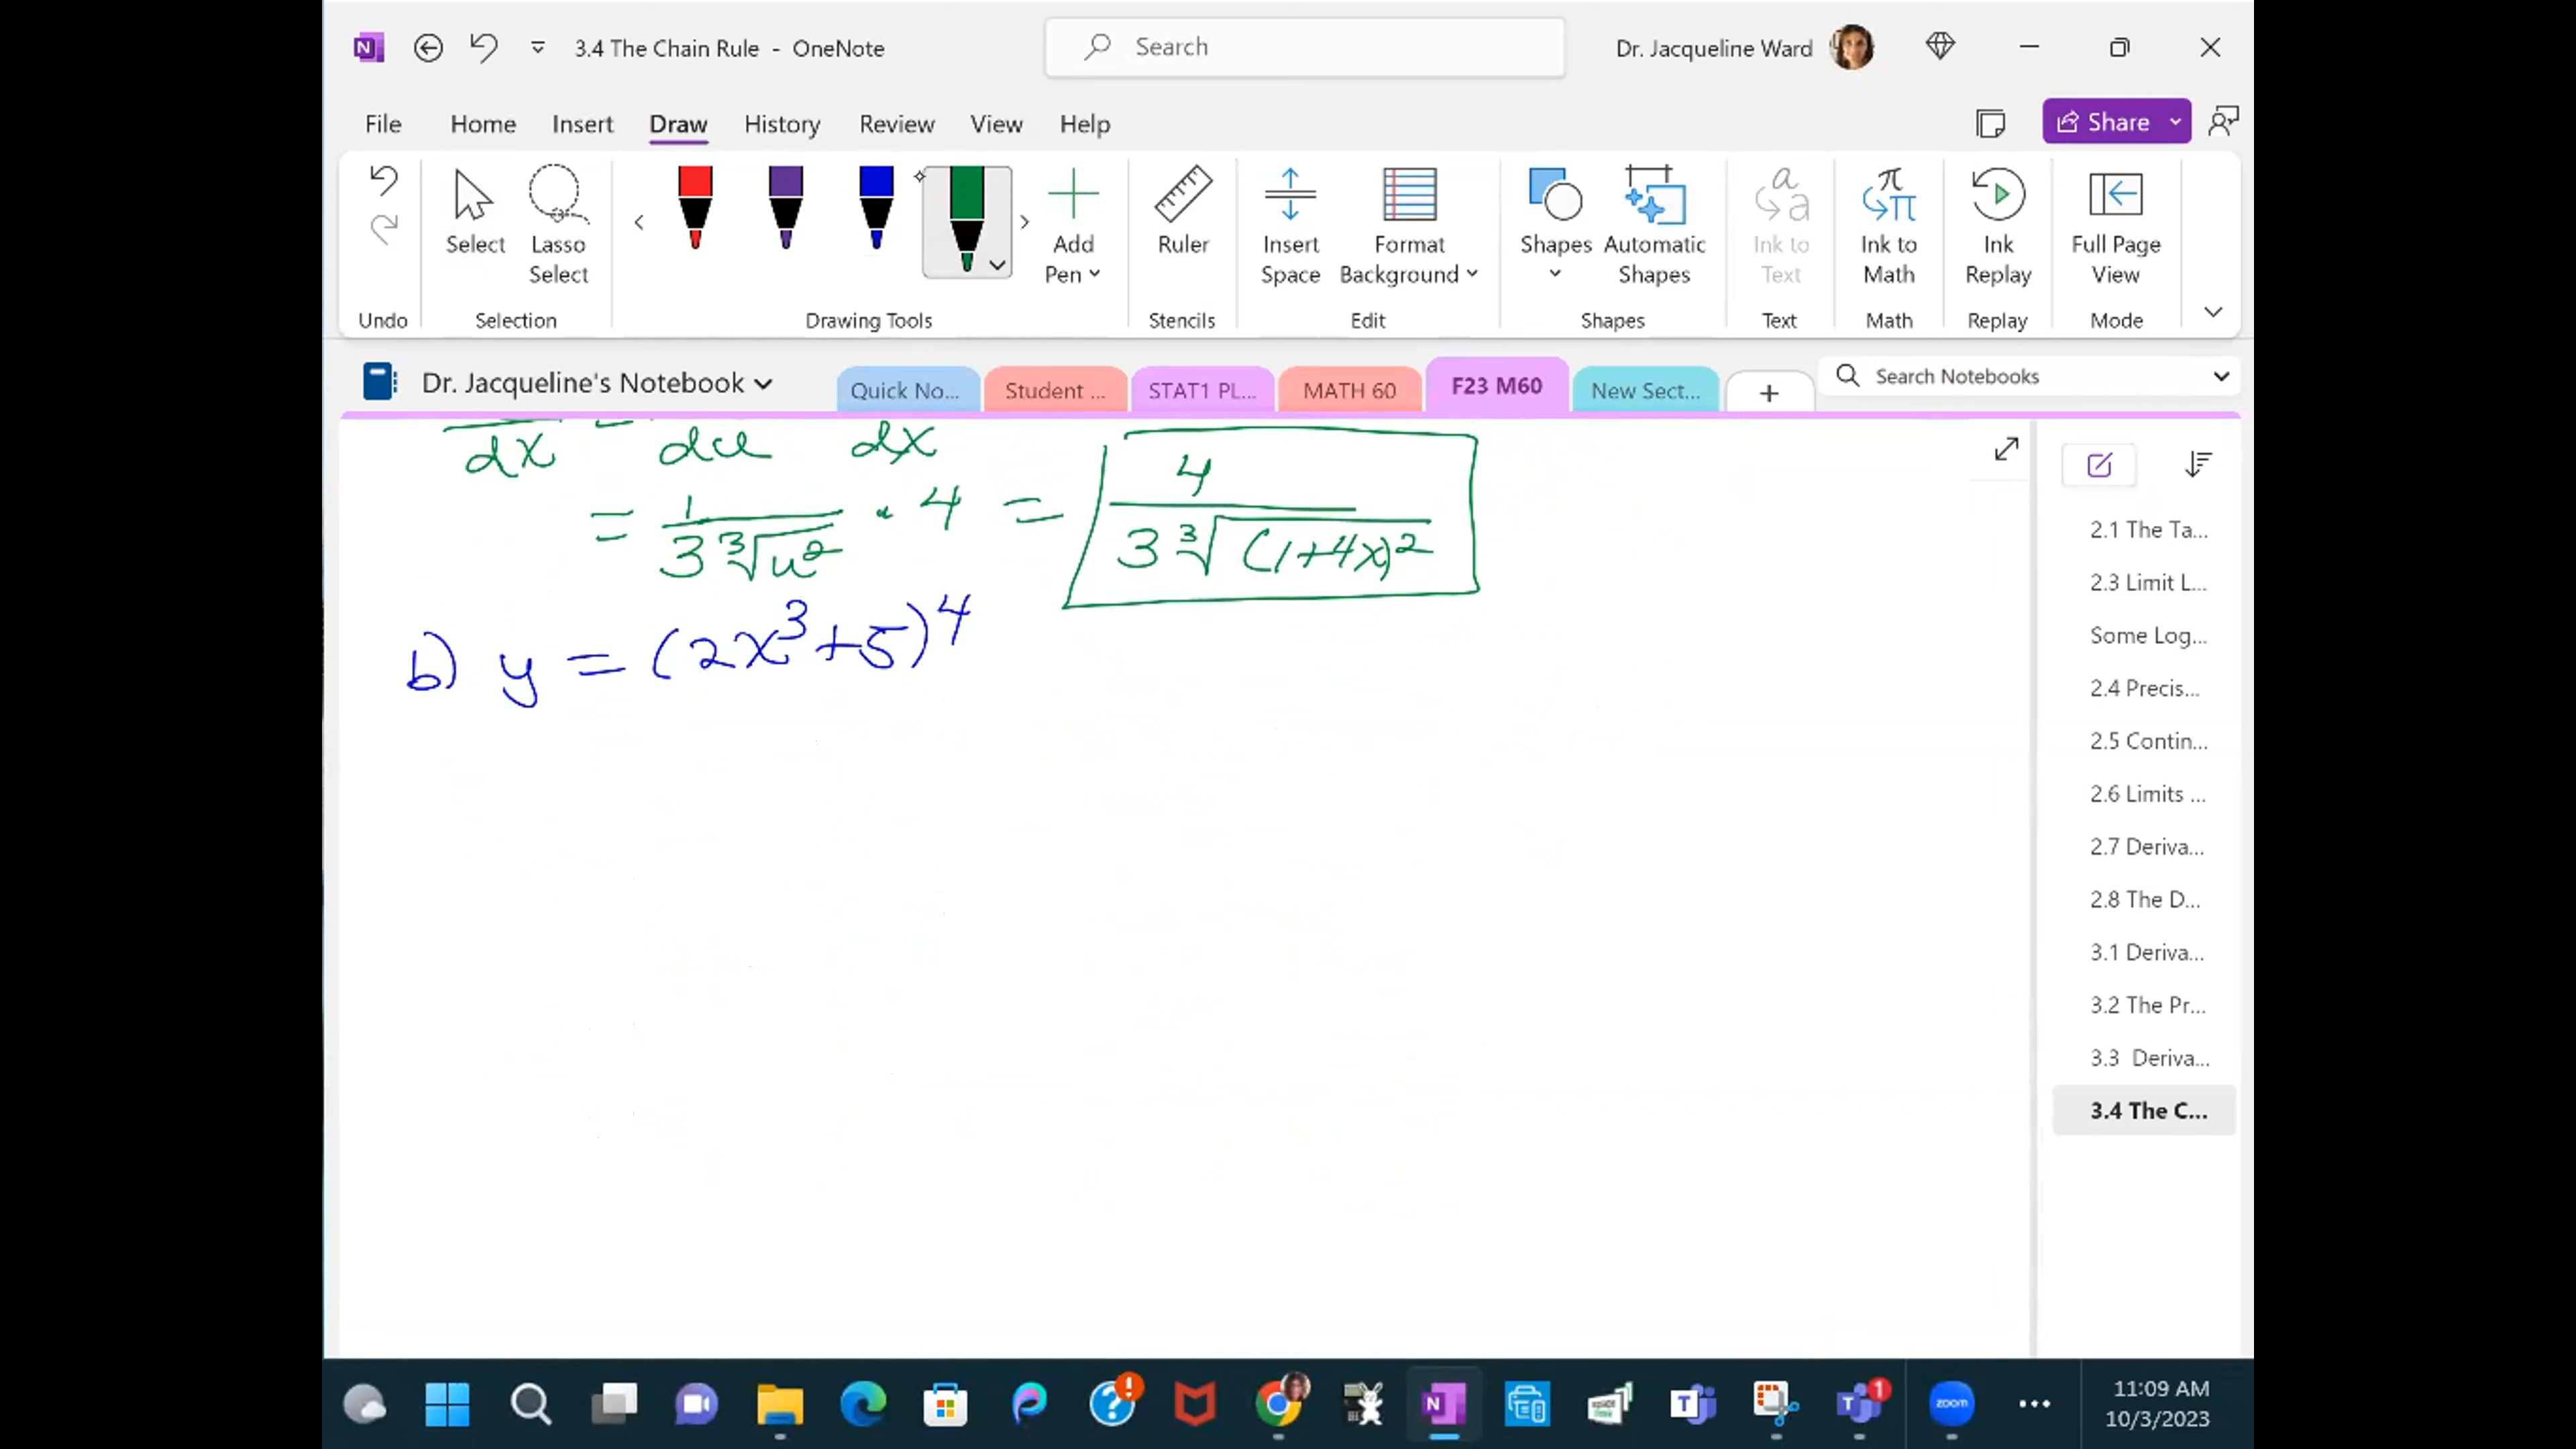 3.4 The Chain Rule - OneNote
Search
Dr. Jacqueline Ward
File Home Insert Draw History Review View Help
Share
Select
Lasso Select
Add Pen
Ruler
Insert Space
Format Background
Shapes
Automatic Shapes
Ink to Text
Ink to Math
Ink Replay
Full Page View
Undo Selection Drawing Tools Stencils Edit Shapes Text Math Replay Mode
Dr. Jacqueline's Notebook
Quick No... Student ... STAT1 PL... MATH 60 F23 M60 New Sect... +
Search Notebooks
dx = du dx
= 1/(3∛u²) · 4 = 4/(3∛(1+4x)²)
b) y = (2x³+5)⁴
2.1 The Ta...
2.3 Limit L...
Some Log...
2.4 Precis...
2.5 Contin...
2.6 Limits ...
2.7 Deriva...
2.8 The D...
3.1 Deriva...
3.2 The Pr...
3.3 Deriva...
3.4 The C...
zoom
11:09 AM
10/3/2023